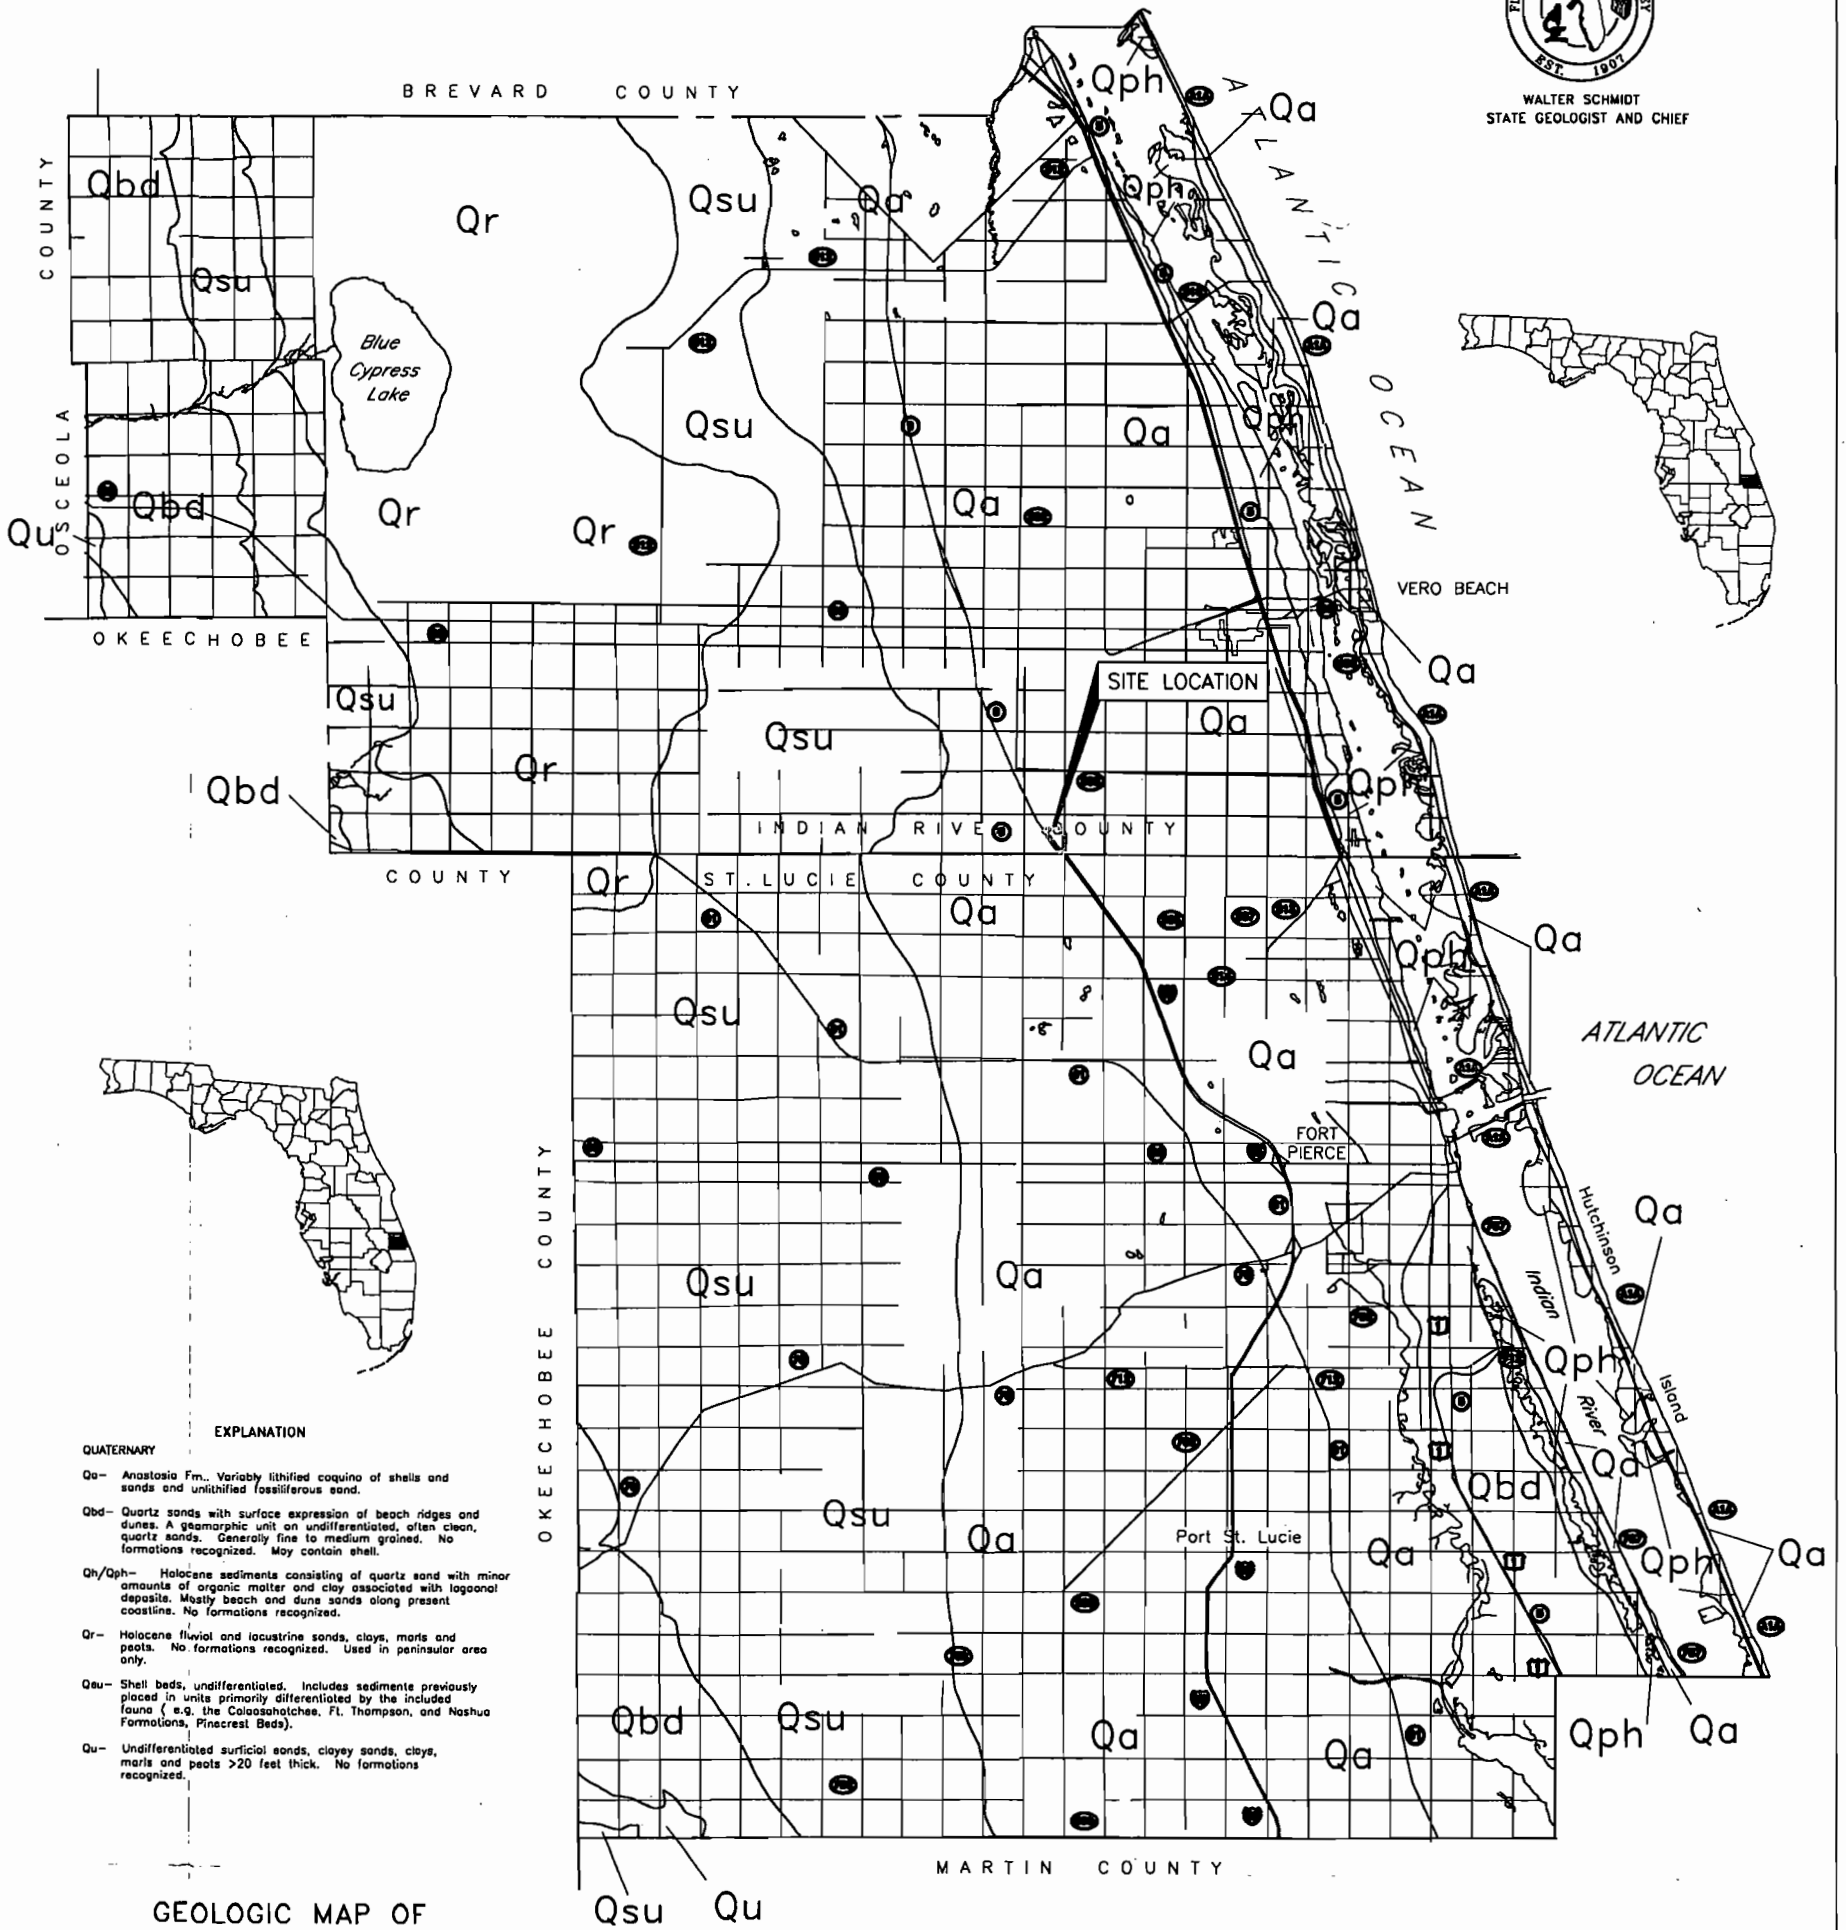 EST. 1907
WALTER SCHMIDT
STATE GEOLOGIST AND CHIEF
BREVARD COUNTY
Qph
Qa
ATLANTIC OCEAN
COUNTY
Qbd
Qr
Qsu
Qa
Qph
Qsu
Blue
Cypress
Lake
Qa
Qsu
Qa
Qph
OSCEOLA
Qbd
Qr
Qr
Qa
Qu
VERO BEACH
OKEECHOBEE
Qa
SITE LOCATION
Qsu
Qa
Qsu
Qr
Qbd
Qph
INDIAN RIVE COUNTY
COUNTY
Qr
ST. LUCIE COUNTY
Qa
Qa
Qph
Qsu
ATLANTIC
OCEAN
Qa
FORT
PIERCE
OKEECHOBEE COUNTY
Hutchinson
Island
Qa
Qsu
Qa
Indian
River
Qph
EXPLANATION
QUATERNARY
Qa— Anastasia Fm.. Variably lithified coquina of shells and
sands and unlithified fossiliferous sand.
Qbd— Quartz sands with surface expression of beach ridges and
dunes. A geomorphic unit on undifferentiated, often clean,
quartz sands. Generally fine to medium grained. No
formations recognized. May contain shell.
Qh/Qph— Holocene sediments consisting of quartz sand with minor
amounts of organic matter and clay associated with lagoonal
deposits. Mostly beach and dune sands along present
coastline. No formations recognized.
Qr— Holocene fluvial and lacustrine sands, clays, marls and
peats. No formations recognized. Used in peninsular area
only.
Qsu— Shell beds, undifferentiated. Includes sediments previously
placed in units primarily differentiated by the included
fauna ( e.g. the Caloosahatchee, Ft. Thompson, and Nashua
Formations, Pinecrest Beds).
Qu— Undifferentiated surficial sands, clayey sands, clays,
marls and peats >20 feet thick. No formations
recognized.
Qa
Qbd
Qsu
Qa
Port St. Lucie
Qa
Qph
Qa
Qbd
Qsu
Qa
Qa
Qph
Qa
MARTIN COUNTY
Qsu
Qu
GEOLOGIC MAP OF